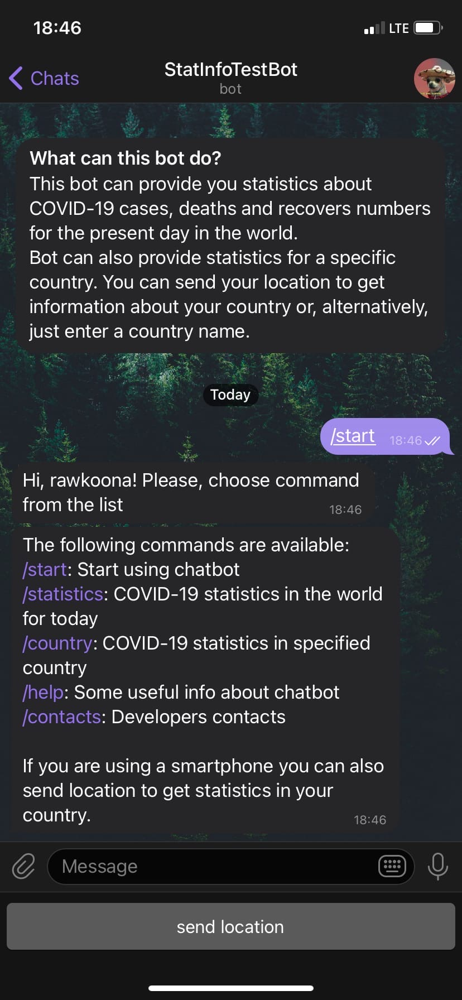 18:46
LTE
Chats
StatInfoTestBot
bot
What can this bot do?
This bot can provide you statistics about
COVID-19 cases, deaths and recovers numbers
for the present day in the world.
Bot can also provide statistics for a specific
country. You can send your location to get
information about your country or, alternatively,
just enter a country name.
Today
/start 18:46
Hi, rawkoona! Please, choose command
from the list
18:46
The following commands are available:
/start: Start using chatbot
/statistics: COVID-19 statistics in the world
for today
/country: COVID-19 statistics in specified
country
/help: Some useful info about chatbot
/contacts: Developers contacts
If you are using a smartphone you can also
send location to get statistics in your
country.
18:46
Message
send location